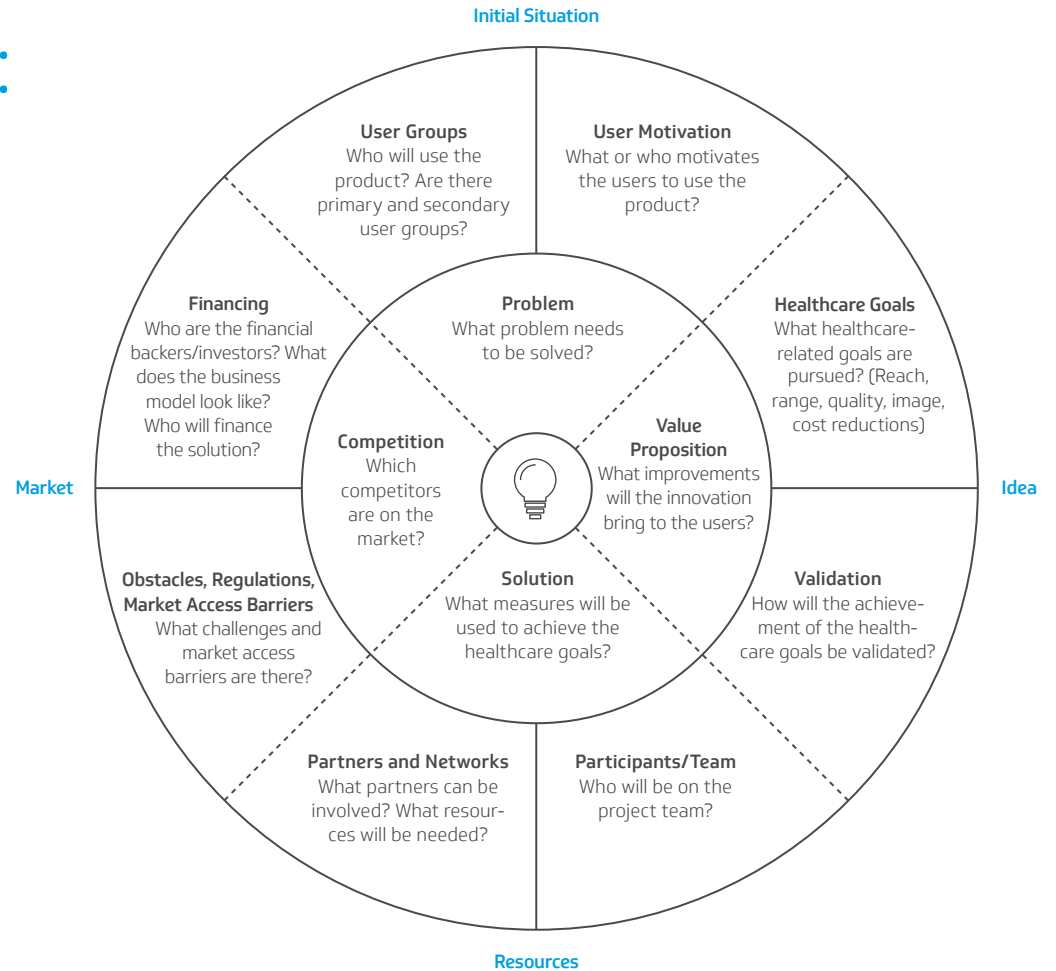 Initial Situation
User Groups
Who will use the
product? Are there
primary and secondary
user groups?
User Motivation
What or who motivates
the users to use the
product?
Financing
Who are the financial
backers/investors? What
does the business
model look like?
Who will finance
the solution?
Problem
What problem needs
to be solved?
Healthcare Goals
What healthcare-
related goals are
pursued? (Reach,
range, quality, image,
cost reductions)
Competition
Which
competitors
are on the
market?
Value
Proposition
What improvements
will the innovation
bring to the users?
Market
Idea
Obstacles, Regulations,
Market Access Barriers
What challenges and
market access
barriers are there?
Solution
What measures will be
used to achieve the
healthcare goals?
Validation
How will the achieve-
ment of the health-
care goals be validated?
Partners and Networks
What partners can be
involved? What resour-
ces will be needed?
Participants/Team
Who will be on the
project team?
Resources